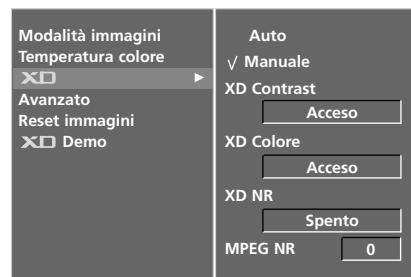 Modalità immagini
Temperatura colore
XD
Avanzato
Reset immagini
XD Demo
Auto
√ Manuale
XD Contrast
Acceso
XD Colore
Acceso
XD NR
Spento
MPEG NR 0